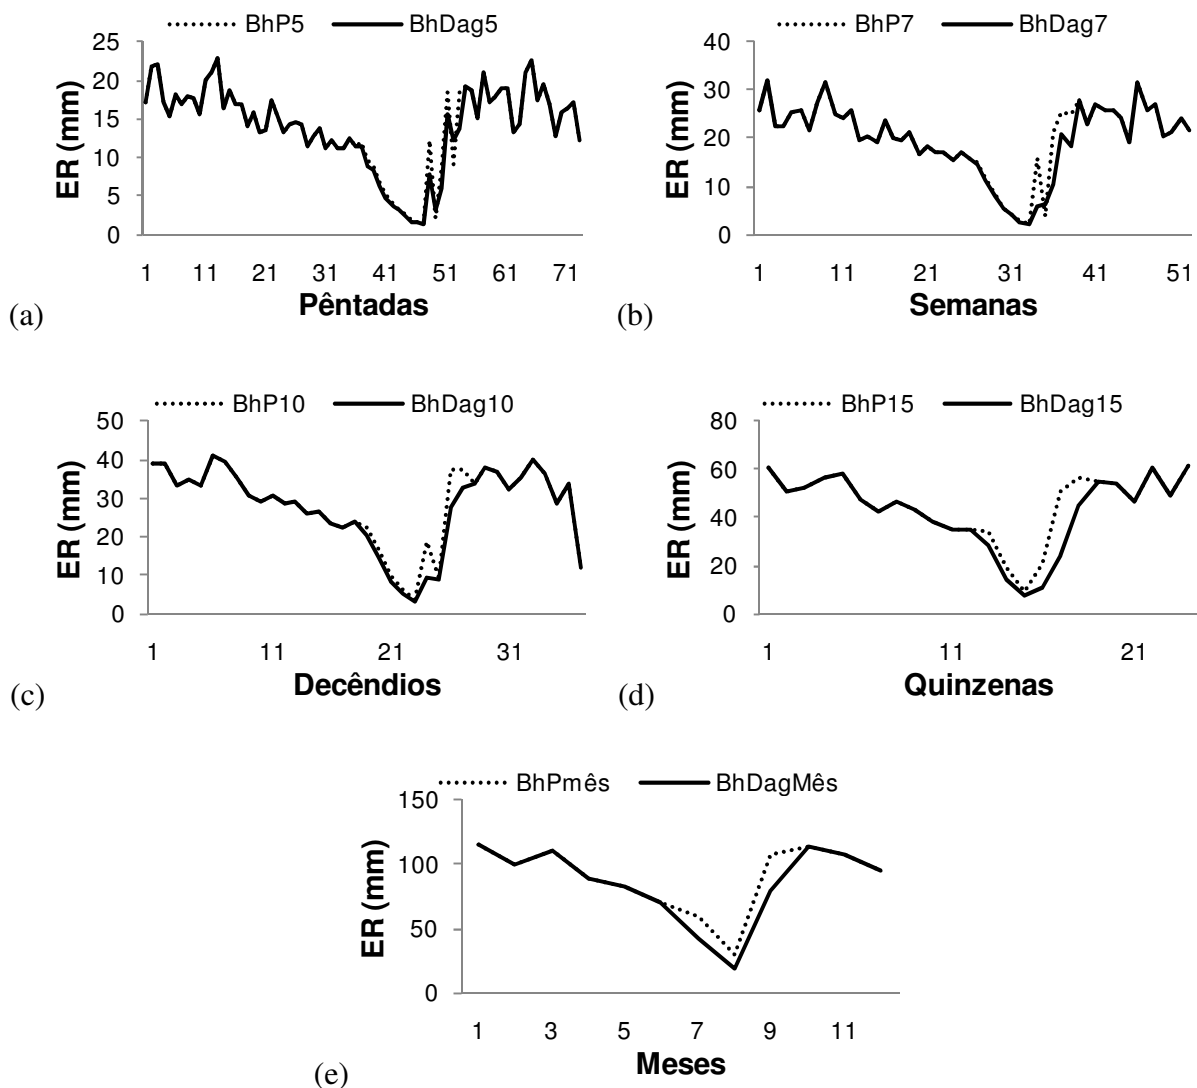 BhP5 BhDag5
25
20
15
10
5
0
ER (mm)
1 11 21 31 41 51 61 71
Pêntadas
(a)
BhP7 BhDag7
40
30
20
10
0
ER (mm)
1 11 21 31 41 51
Semanas
(b)
BhP10 BhDag10
50
40
30
20
10
0
ER (mm)
1 11 21 31
Decêndios
(c)
BhP15 BhDag15
80
60
40
20
0
ER (mm)
1 11 21
Quinzenas
(d)
BhPmês BhDagMês
150
100
50
0
ER (mm)
1 3 5 7 9 11
Meses
(e)